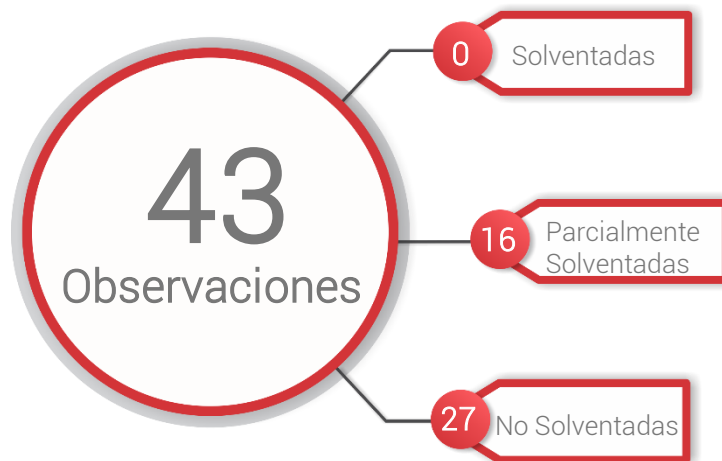 43
Observaciones
0
Solventadas
16
Parcialmente
Solventadas
27
No Solventadas